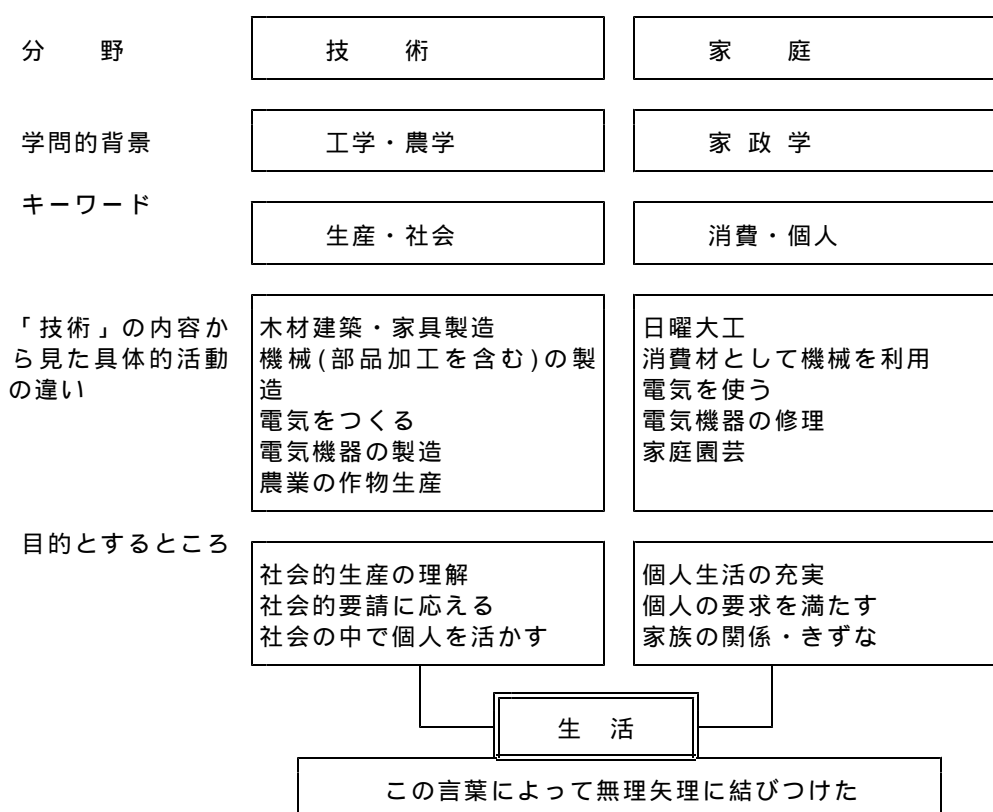 分　野
技　術
家　庭
学問的背景
工学・農学
家 政 学
キーワード
生産・社会
消費・個人
「技術」の内容か
ら見た具体的活動
の違い
木材建築・家具製造
機械(部品加工を含む)の製
造
電気をつくる
電気機器の製造
農業の作物生産
日曜大工
消費材として機械を利用
電気を使う
電気機器の修理
家庭園芸
目的とするところ
社会的生産の理解
社会的要請に応える
社会の中で個人を活かす
個人生活の充実
個人の要求を満たす
家族の関係・きずな
生　活
この言葉によって無理矢理に結びつけた